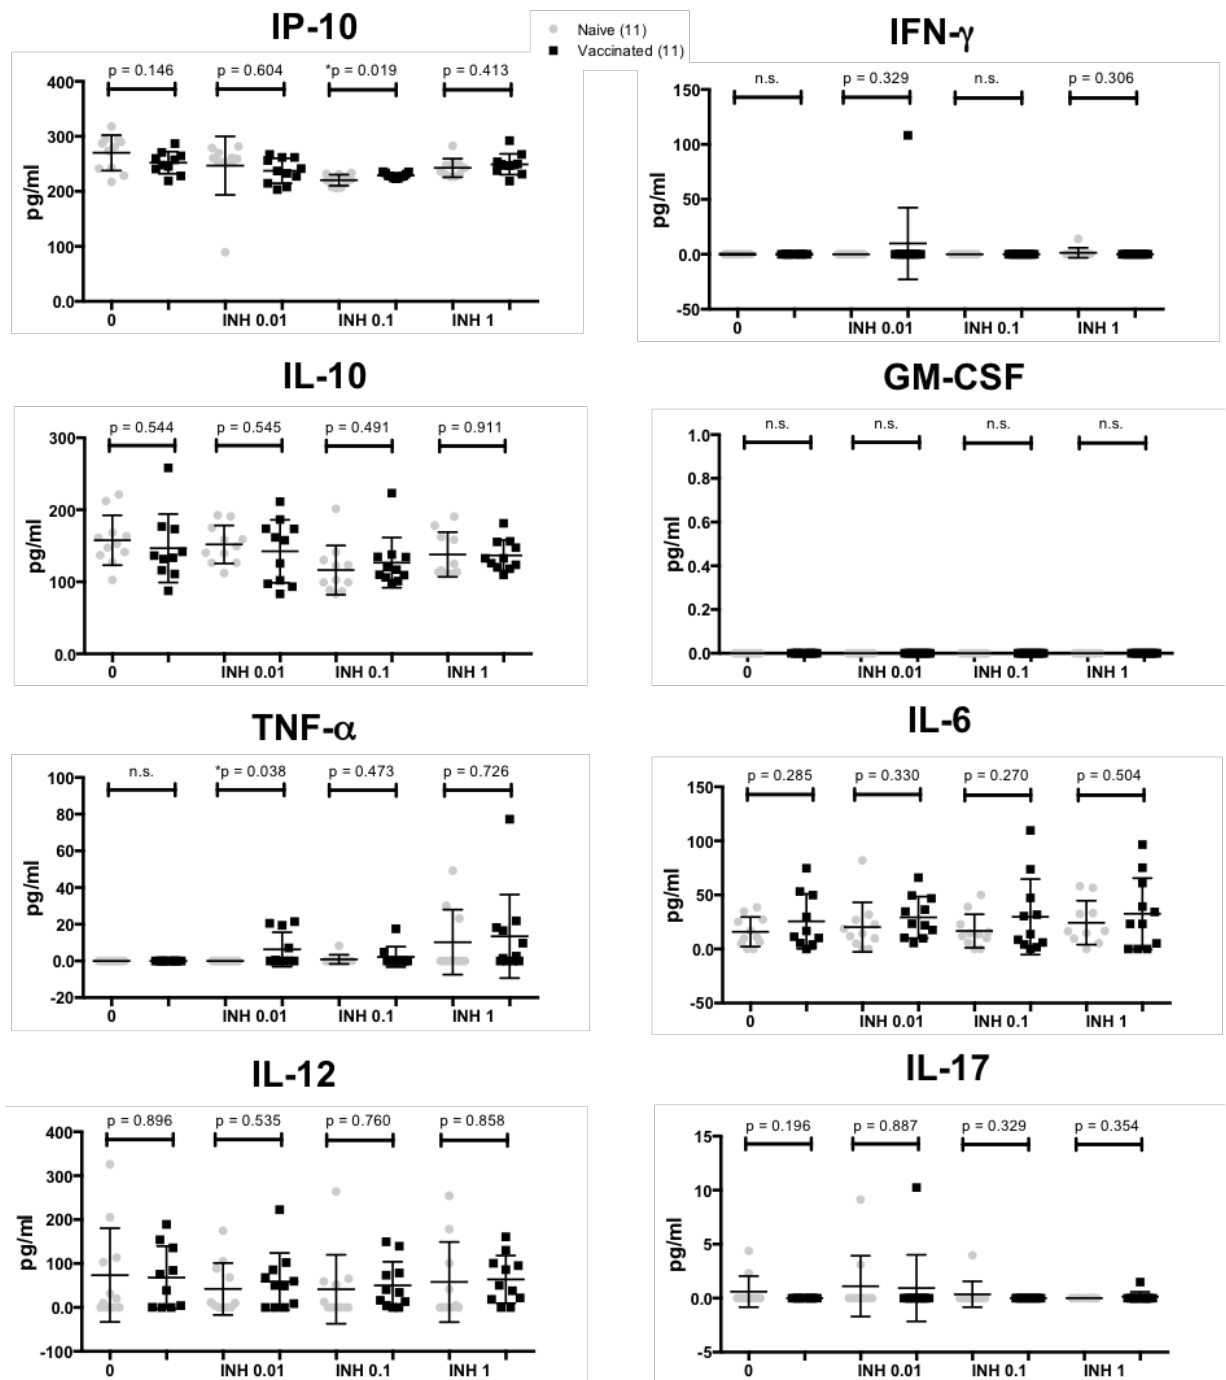 IP-10
Naive (11)
Vaccinated (11)
p = 0.146 p = 0.604 *p = 0.019 p = 0.413
400
300
200
100
0.0
pg/ml
0 INH 0.01 INH 0.1 INH 1
IFN-γ
n.s. p = 0.329 n.s. p = 0.306
150
100
50
0.0
-50
pg/ml
0 INH 0.01 INH 0.1 INH 1
IL-10
p = 0.544 p = 0.545 p = 0.491 p = 0.911
300
200
100
0.0
pg/ml
0 INH 0.01 INH 0.1 INH 1
GM-CSF
n.s. n.s. n.s. n.s.
1.0
0.8
0.6
0.4
0.2
0.0
pg/ml
0 INH 0.01 INH 0.1 INH 1
TNF-α
n.s. *p = 0.038 p = 0.473 p = 0.726
100
80
60
40
20
0.0
-20
pg/ml
0 INH 0.01 INH 0.1 INH 1
IL-6
p = 0.285 p = 0.330 p = 0.270 p = 0.504
150
100
50
0.0
-50
pg/ml
0 INH 0.01 INH 0.1 INH 1
IL-12
p = 0.896 p = 0.535 p = 0.760 p = 0.858
400
300
200
100
0.0
-100
pg/ml
0 INH 0.01 INH 0.1 INH 1
IL-17
p = 0.196 p = 0.887 p = 0.329 p = 0.354
15
10
5
0.0
-5
pg/ml
0 INH 0.01 INH 0.1 INH 1